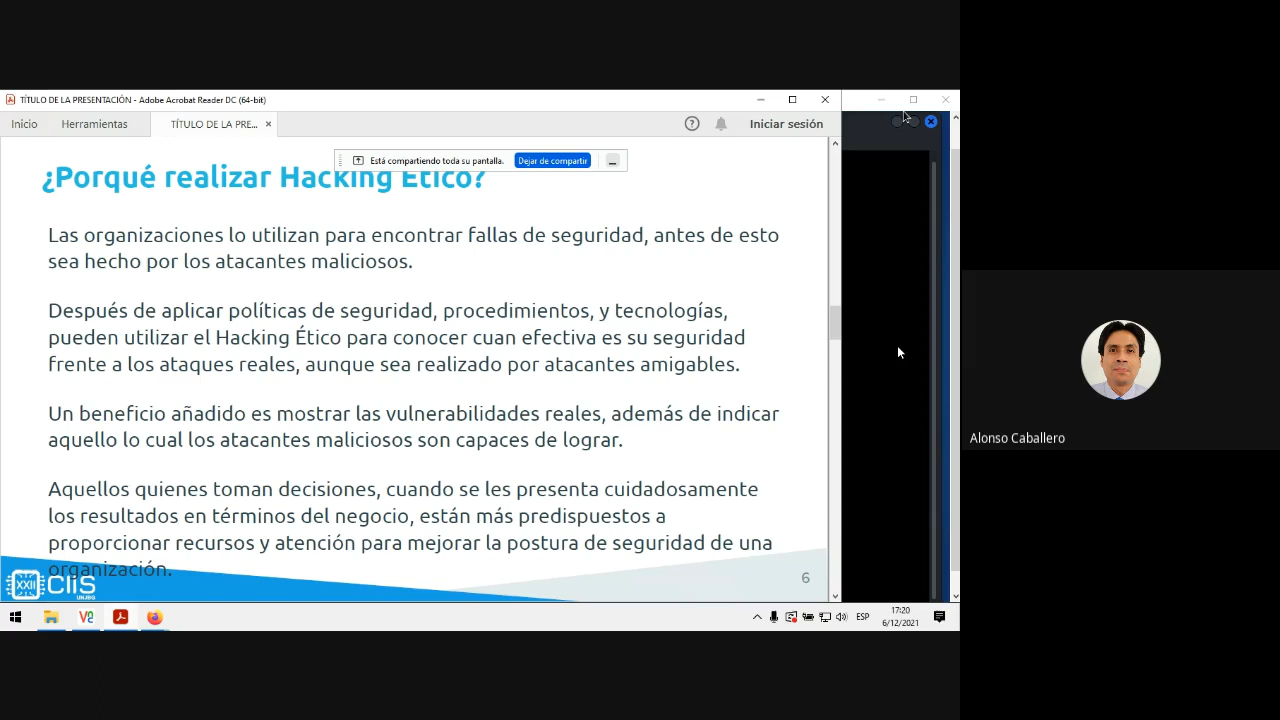 TÍTULO DE LA PRESENTACIÓN - Adobe Acrobat Reader DC (64-bit)
Inicio Herramientas TÍTULO DE LA PRE... Iniciar sesión
Está compartiendo toda su pantalla. Dejar de compartir
¿Porqué realizar Hacking Ético?
Las organizaciones lo utilizan para encontrar fallas de seguridad, antes de esto
sea hecho por los atacantes maliciosos.
Después de aplicar políticas de seguridad, procedimientos, y tecnologías,
pueden utilizar el Hacking Ético para conocer cuan efectiva es su seguridad
frente a los ataques reales, aunque sea realizado por atacantes amigables.
Un beneficio añadido es mostrar las vulnerabilidades reales, además de indicar
aquello lo cual los atacantes maliciosos son capaces de lograr.
Aquellos quienes toman decisiones, cuando se les presenta cuidadosamente
los resultados en términos del negocio, están más predispuestos a
proporcionar recursos y atención para mejorar la postura de seguridad de una
organización.
XXII CIIS
UNJBG
6
ESP
17:20
6/12/2021
Alonso Caballero